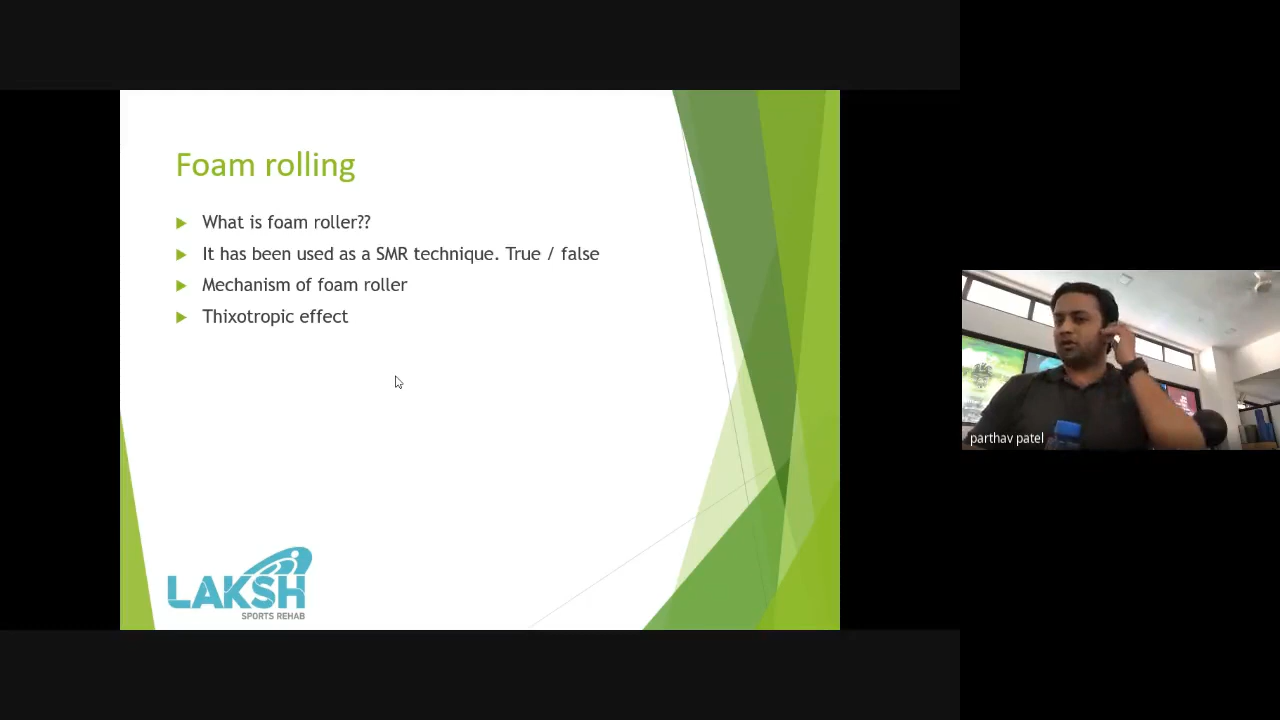 Foam rolling
What is foam roller??
It has been used as a SMR technique. True / false
Mechanism of foam roller
Thixotropic effect
LAKSH
SPORTS REHAB
parthav patel